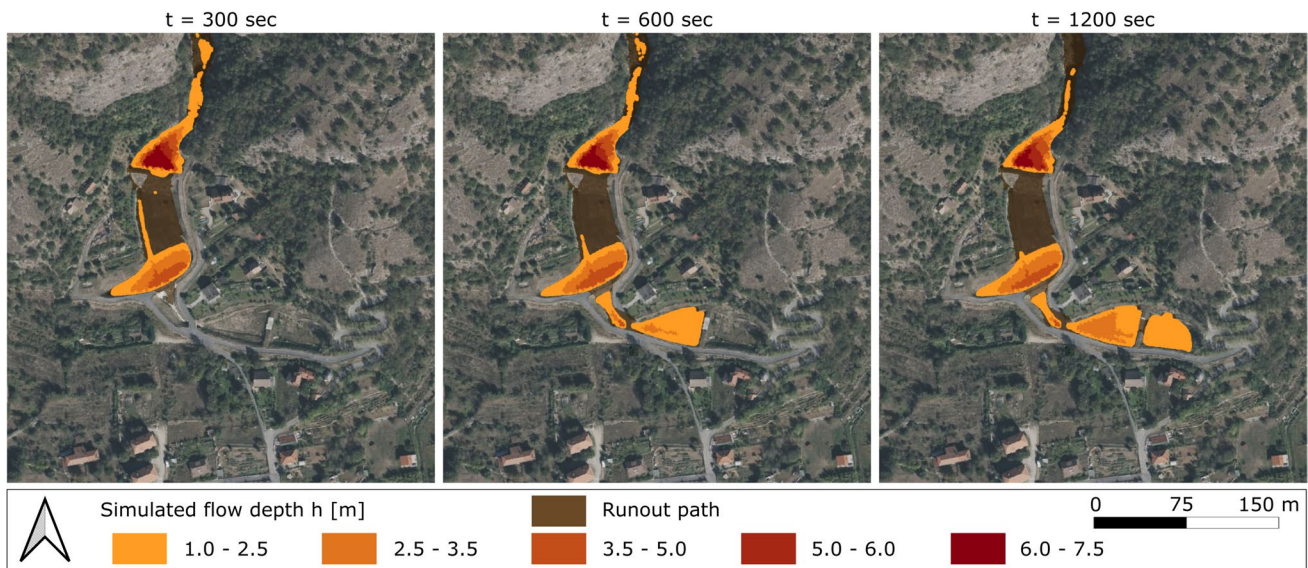 t = 300 sec
t = 600 sec
t = 1200 sec
Simulated flow depth h [m]
Runout path
0 75 150 m
1.0 - 2.5
2.5 - 3.5
3.5 - 5.0
5.0 - 6.0
6.0 - 7.5